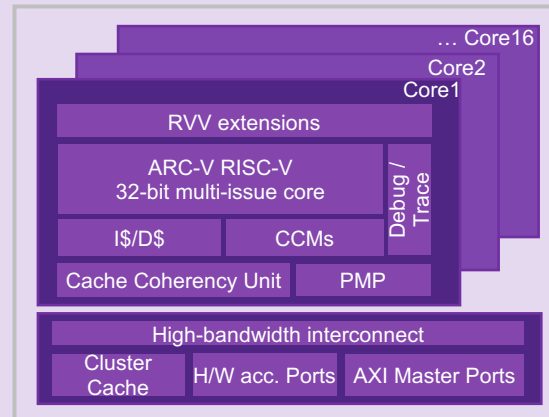 … Core16
Core2
Core1
RVV extensions
ARC-V RISC-V
32-bit multi-issue core
Debug /
Trace
I$/D$
CCMs
Cache Coherency Unit
PMP
High-bandwidth interconnect
Cluster
Cache
H/W acc. Ports
AXI Master Ports